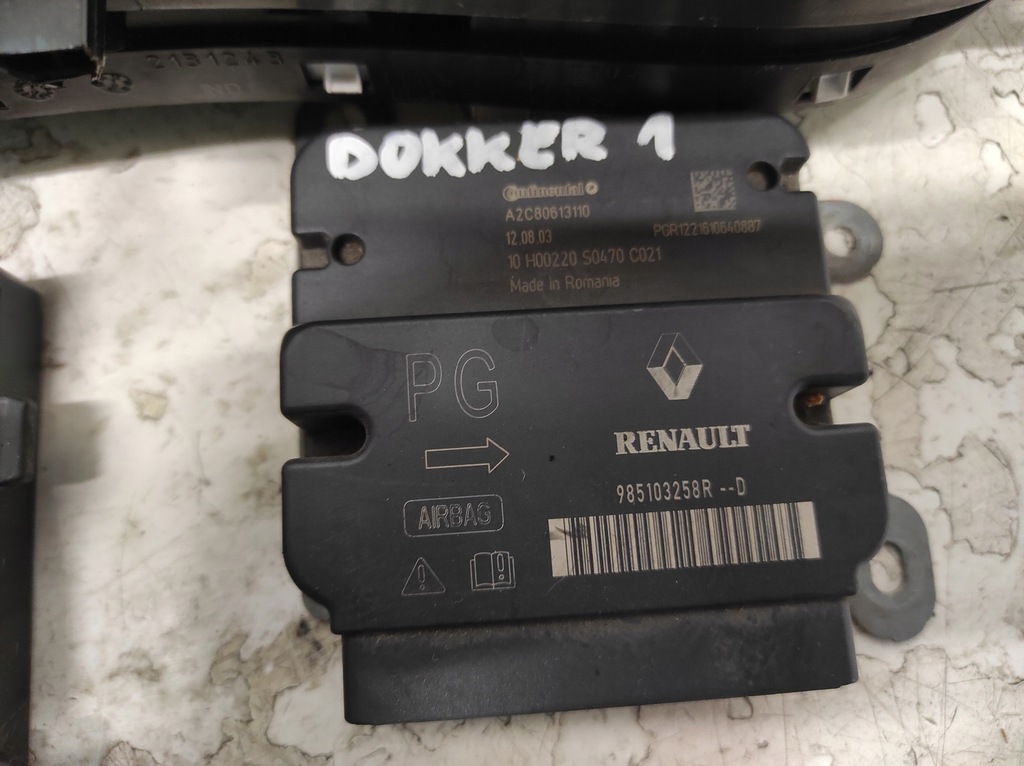 213124B
DOKKER 1
Continental
A2C80613110
12.08.03
PGR1221610640887
10 H00220 S0470 C021
Made in Romania
PG
RENAULT
985103258R --D
AIRBAG